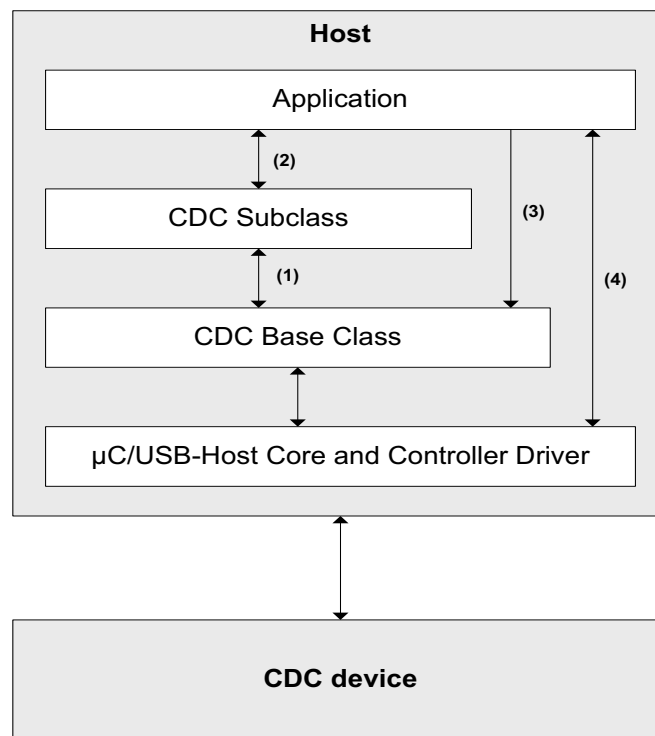 Host
Application
(2)
(3)
CDC Subclass
(1)
(4)
CDC Base Class
µC/USB-Host Core and Controller Driver
CDC device